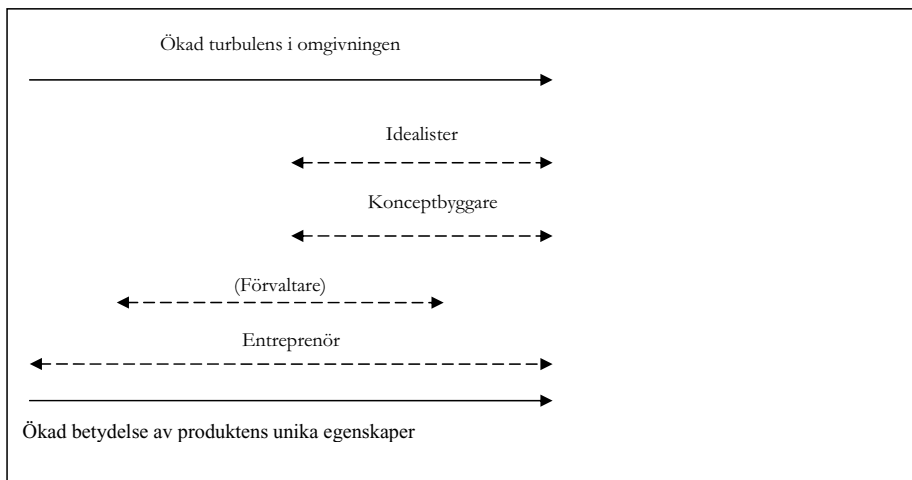 Ökad turbulens i omgivningen
Idealister
Konceptbyggare
(Förvaltare)
Entreprenör
Ökad betydelse av produktens unika egenskaper